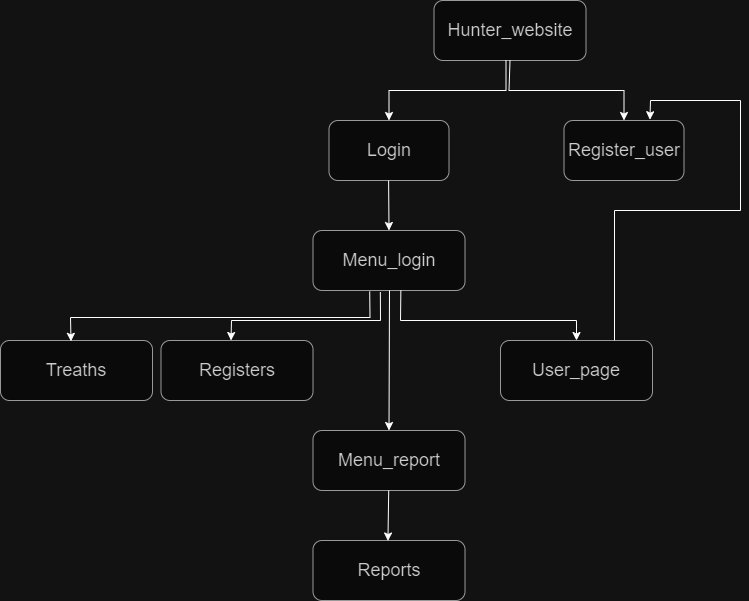 Hunter_website
Login
Register_user
Menu_login
Treaths
Registers
User_page
Menu_report
Reports